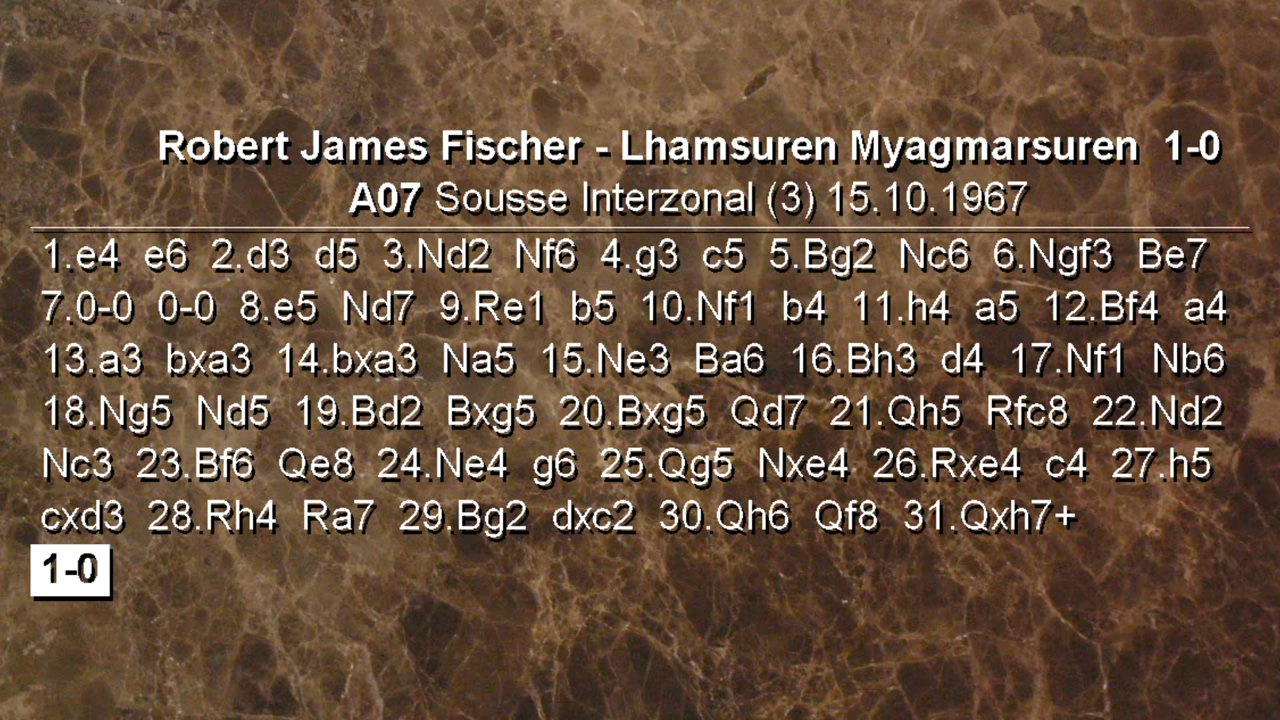 Robert James Fischer - Lhamsuren Myagmarsuren 1-0
A07 Sousse Interzonal (3) 15.10.1967
1.e4 e6 2.d3 d5 3.Nd2 Nf6 4.g3 c5 5.Bg2 Nc6 6.Ngf3 Be7
7.0-0 0-0 8.e5 Nd7 9.Re1 b5 10.Nf1 b4 11.h4 a5 12.Bf4 a4
13.a3 bxa3 14.bxa3 Na5 15.Ne3 Ba6 16.Bh3 d4 17.Nf1 Nb6
18.Ng5 Nd5 19.Bd2 Bxg5 20.Bxg5 Qd7 21.Qh5 Rfc8 22.Nd2
Nc3 23.Bf6 Qe8 24.Ne4 g6 25.Qg5 Nxe4 26.Rxe4 c4 27.h5
cxd3 28.Rh4 Ra7 29.Bg2 dxc2 30.Qh6 Qf8 31.Qxh7+
1-0